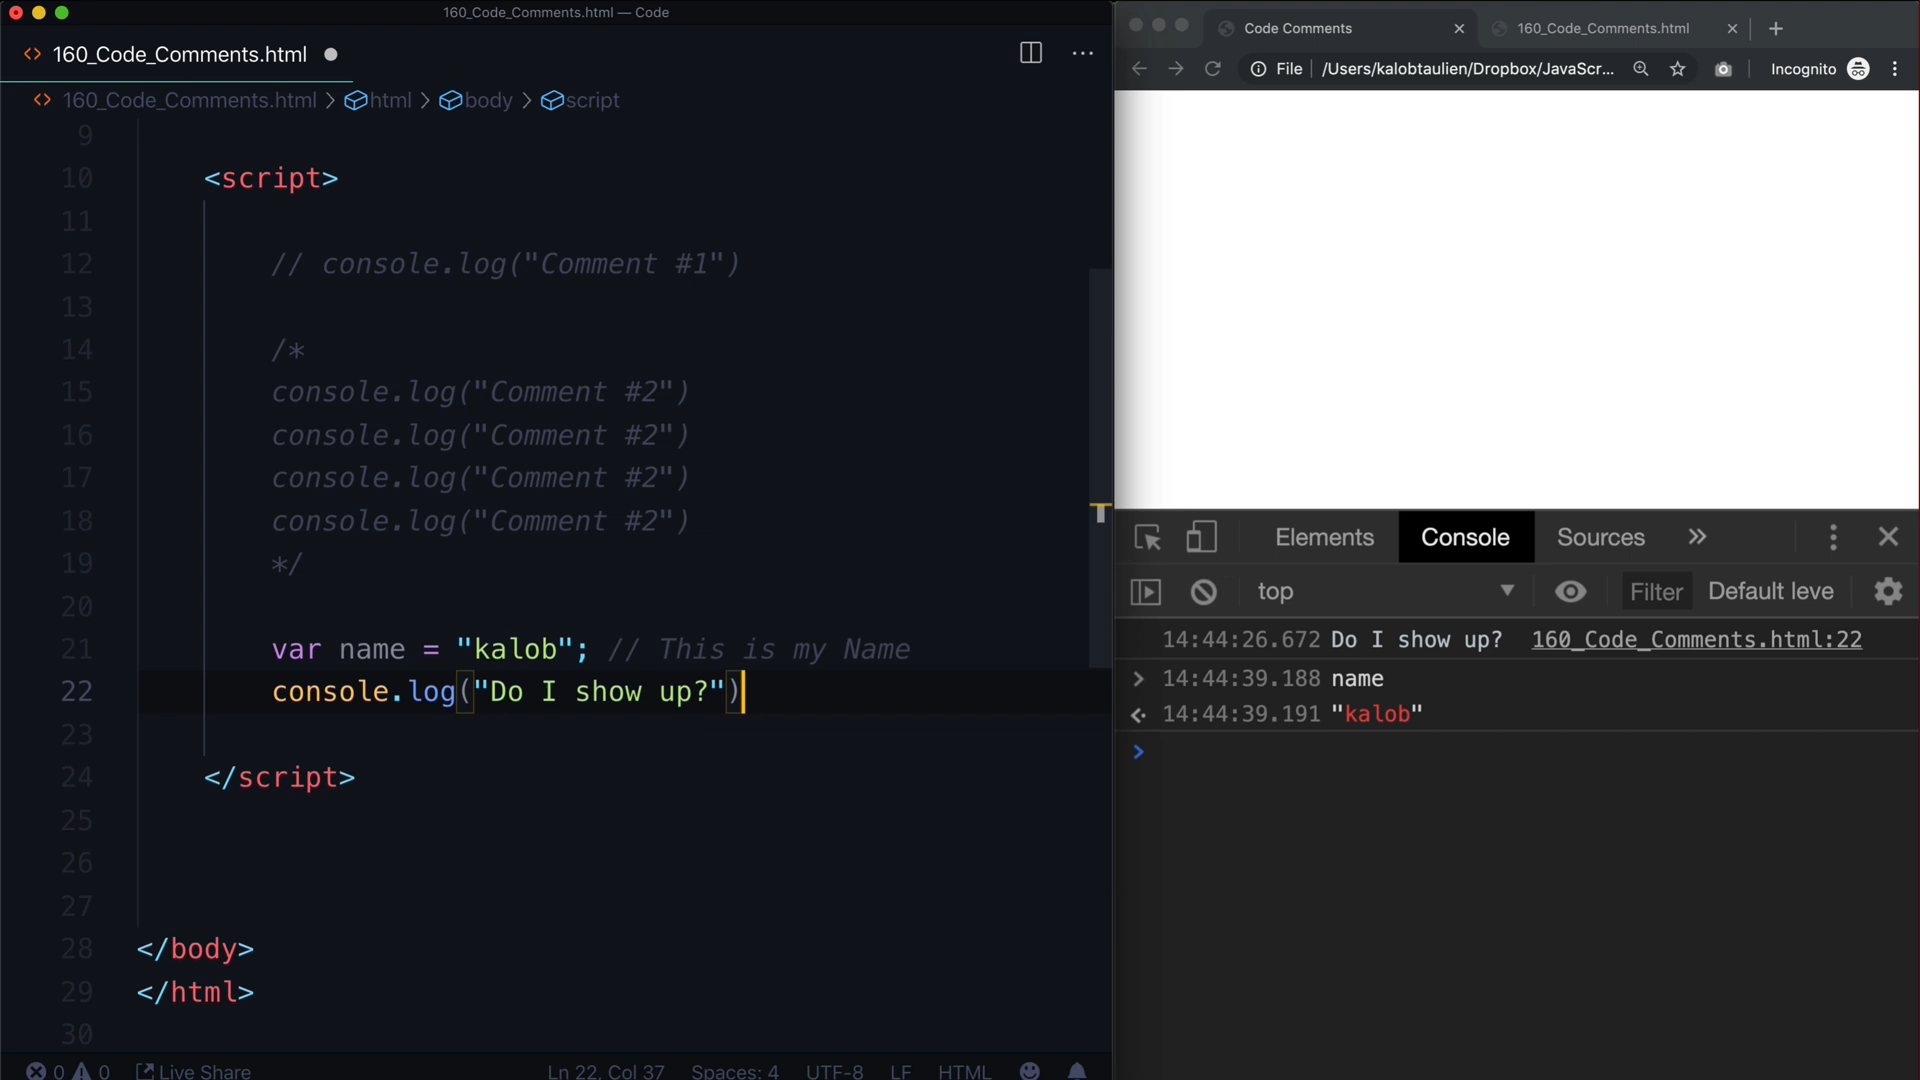 160_Code_Comments.html — Code
160_Code_Comments.html
160_Code_Comments.html > html > body > script
9
10 <script>
11
12 // console.log("Comment #1")
13
14 /*
15 console.log("Comment #2")
16 console.log("Comment #2")
17 console.log("Comment #2")
18 console.log("Comment #2")
19 */
20
21 var name = "kalob"; // This is my Name
22 console.log("Do I show up?")
23
24 </script>
25
26
27
28 </body>
29 </html>
30
0 0 Live Share Ln 22, Col 37 Spaces: 4 UTF-8 LF HTML
Code Comments 160_Code_Comments.html
File /Users/kalobtaulien/Dropbox/JavaScr... Incognito
Elements Console Sources
top Filter Default leve
14:44:26.672 Do I show up? 160_Code_Comments.html:22
14:44:39.188 name
14:44:39.191 "kalob"